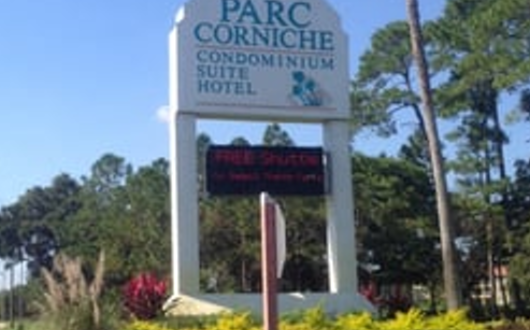 PARC
CORNICHE
CONDOMINIUM
SUITE
HOTEL
FREE Shuttle